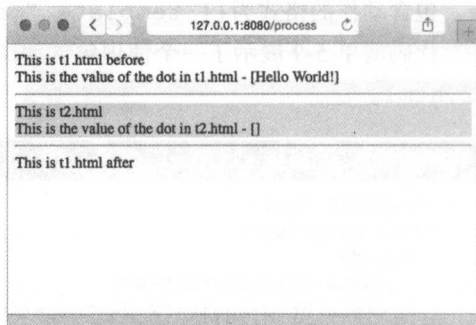 127.0.0.1:8080/process
This is t1.html before
This is the value of the dot in t1.html - [Hello World!]
This is t2.html
This is the value of the dot in t2.html - []
This is t1.html after